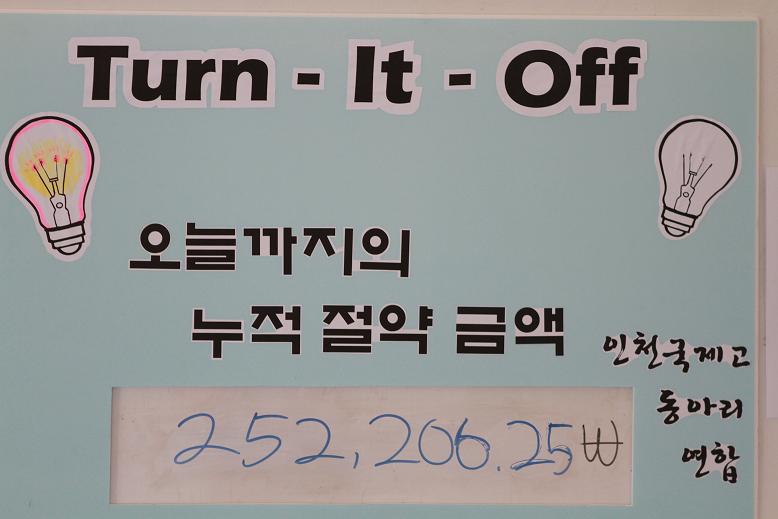 Turn - It - Off
오늘까지의
누적 절약 금액
인천국제고
동아리
연합
252,206.25₩